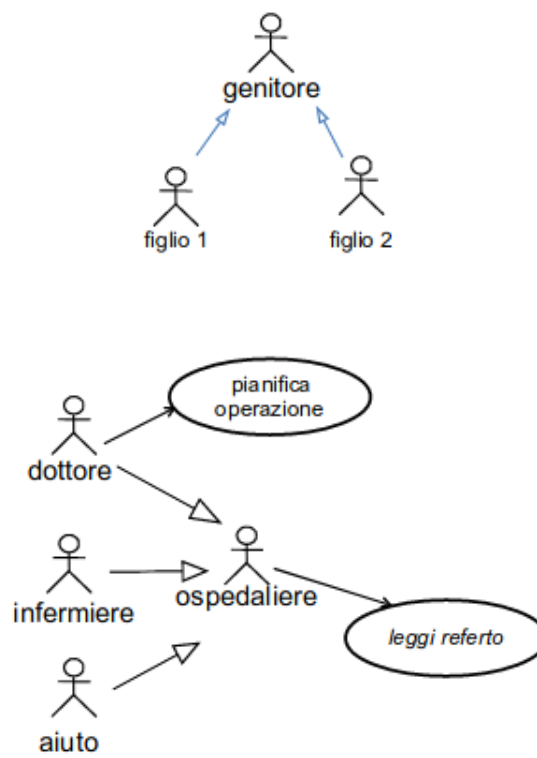 genitore
figlio 1
figlio 2
pianifica
operazione
dottore
infermiere
ospedaliere
leggi referto
aiuto